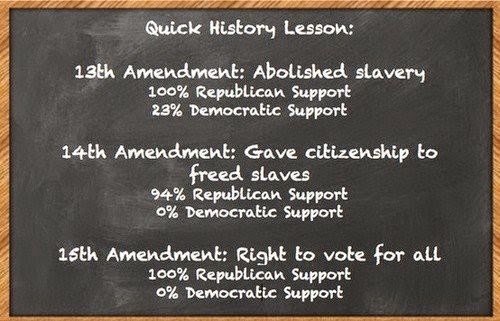 Quick History Lesson:
13th Amendment: Abolished slavery
100% Republican Support
23% Democratic Support
14th Amendment: Gave citizenship to
freed slaves
94% Republican Support
0% Democratic Support
15th Amendment: Right to vote for all
100% Republican Support
0% Democratic Support